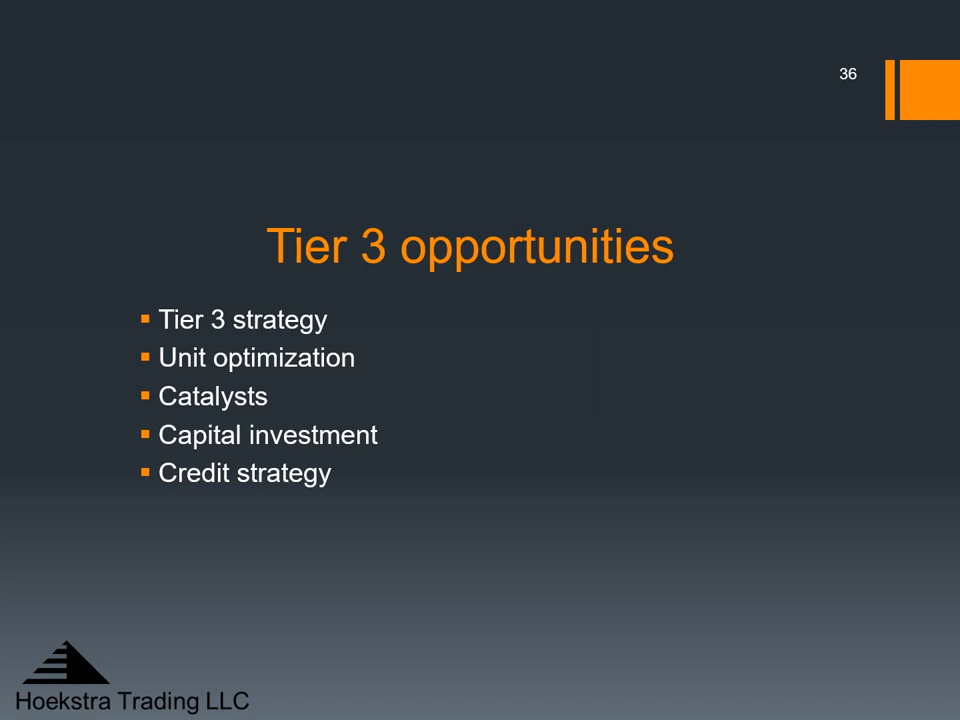 36
Tier 3 opportunities
Tier 3 strategy
Unit optimization
Catalysts
Capital investment
Credit strategy
Hoekstra Trading LLC